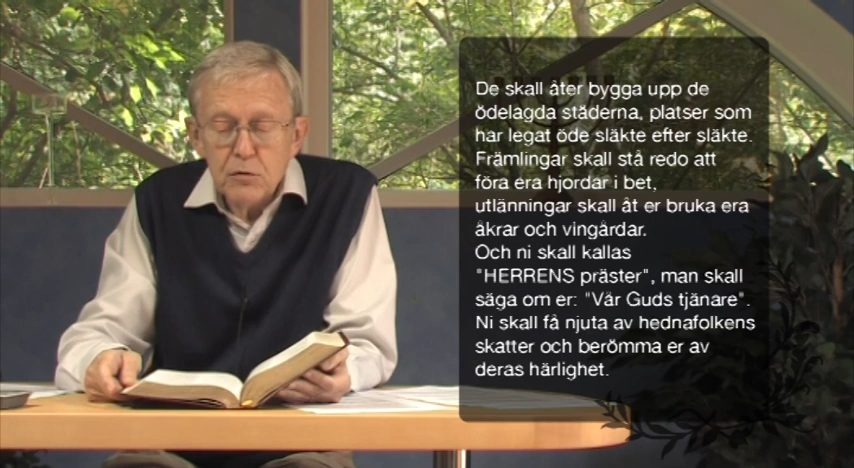 De skall åter bygga upp de
ödelagda städerna, platser som
har legat öde släkte efter släkte.
Främlingar skall stå redo att
föra era hjordar i bet,
utlänningar skall åt er bruka era
åkrar och vingårdar.
Och ni skall kallas
"HERRENS präster", man skall
säga om er: "Vår Guds tjänare".
Ni skall få njuta av hednafolkens
skatter och berömma er av
deras härlighet.